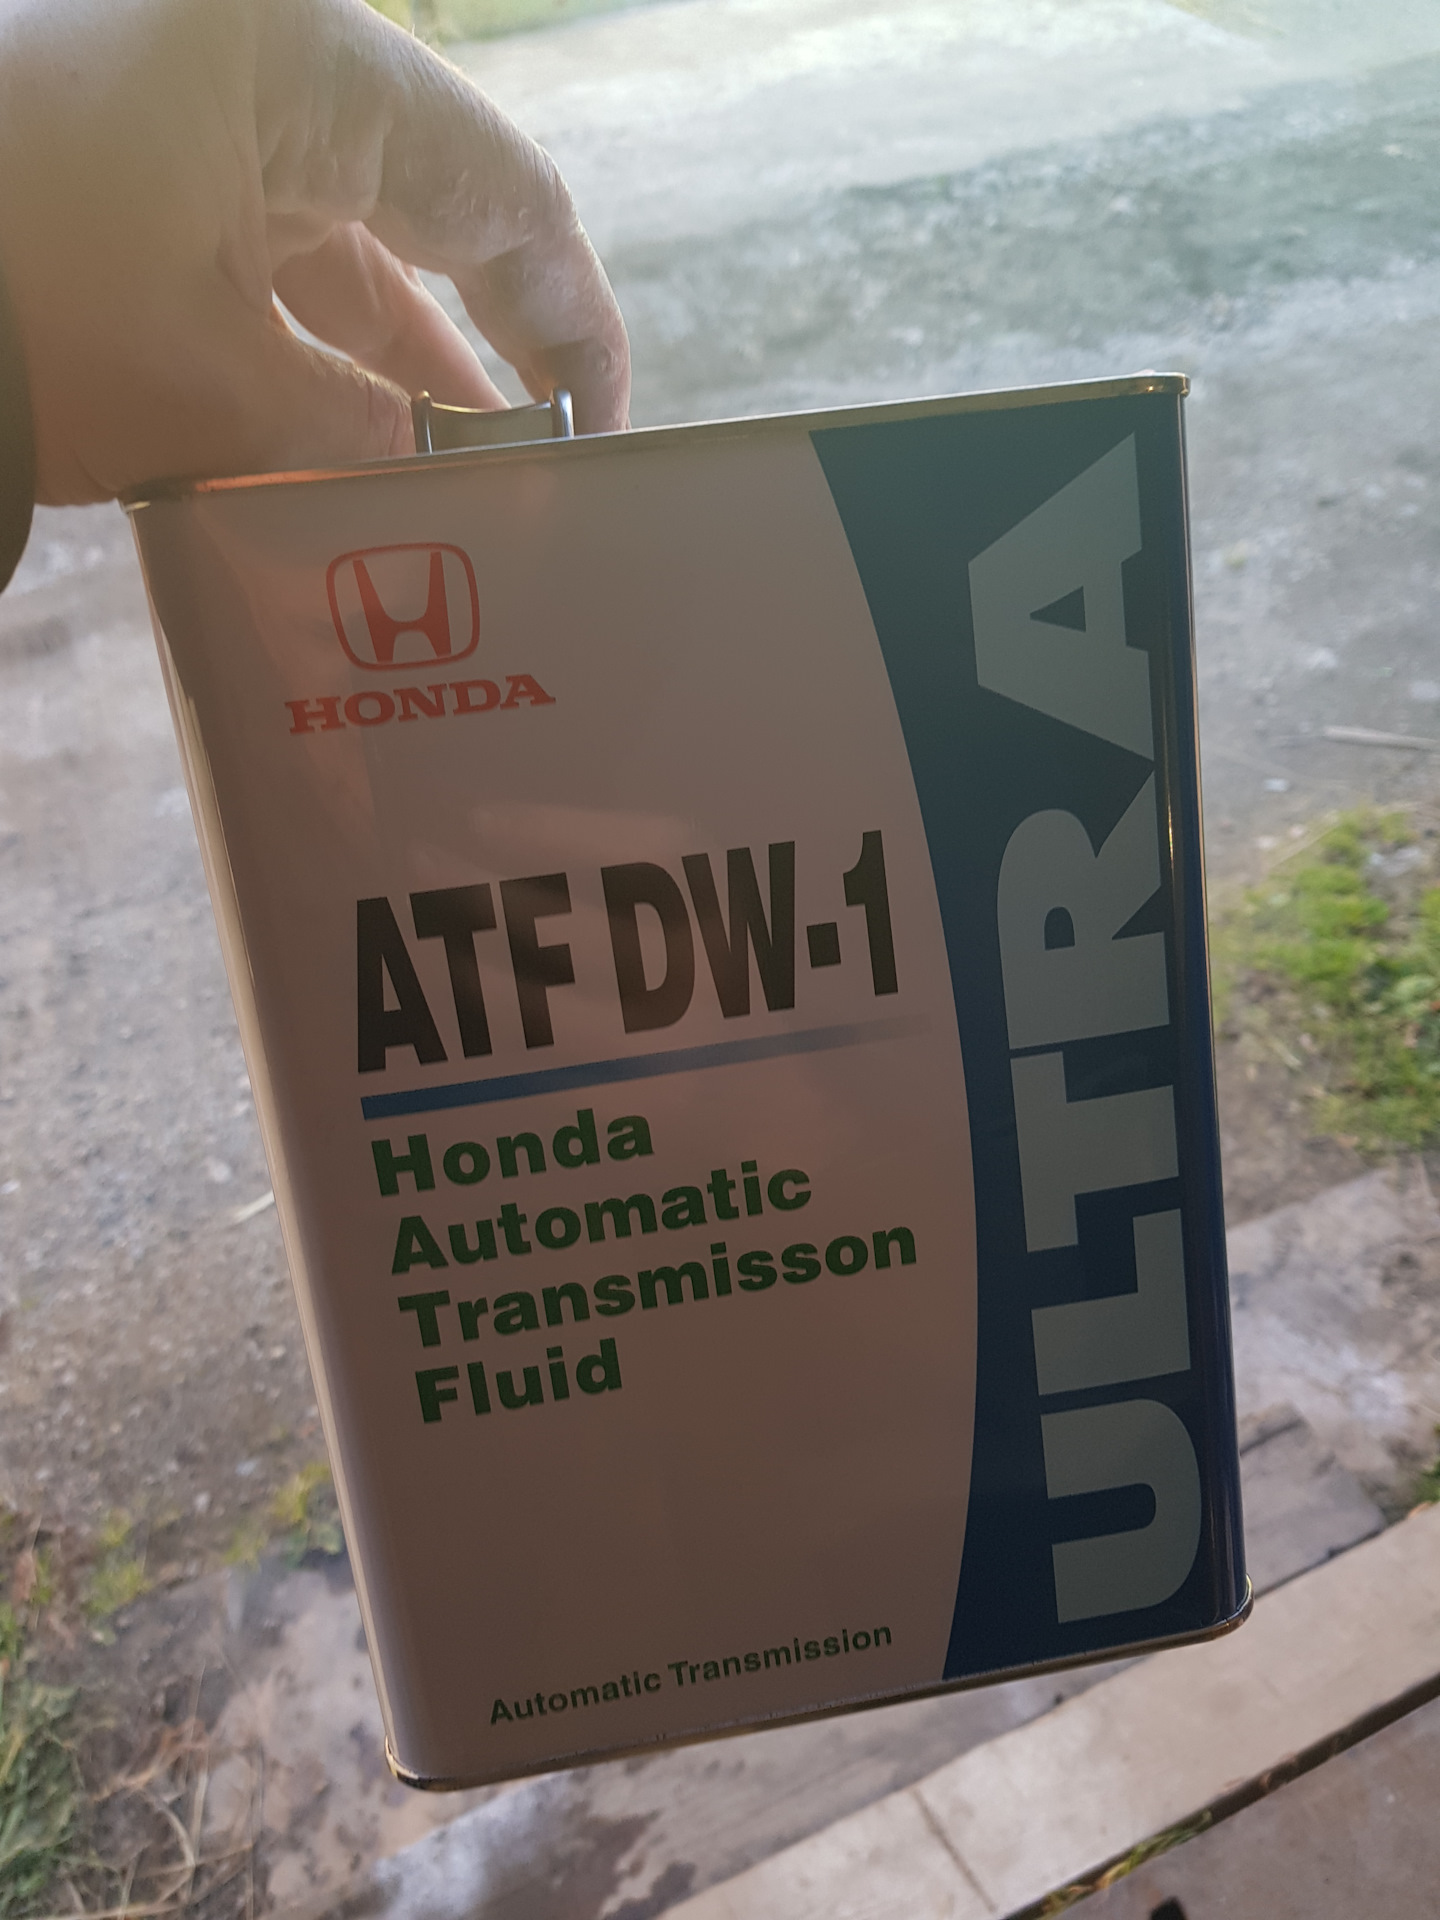 HONDA
ATF DW-1
Honda
Automatic
Transmisson
Fluid
Automatic Transmission
ULTRA